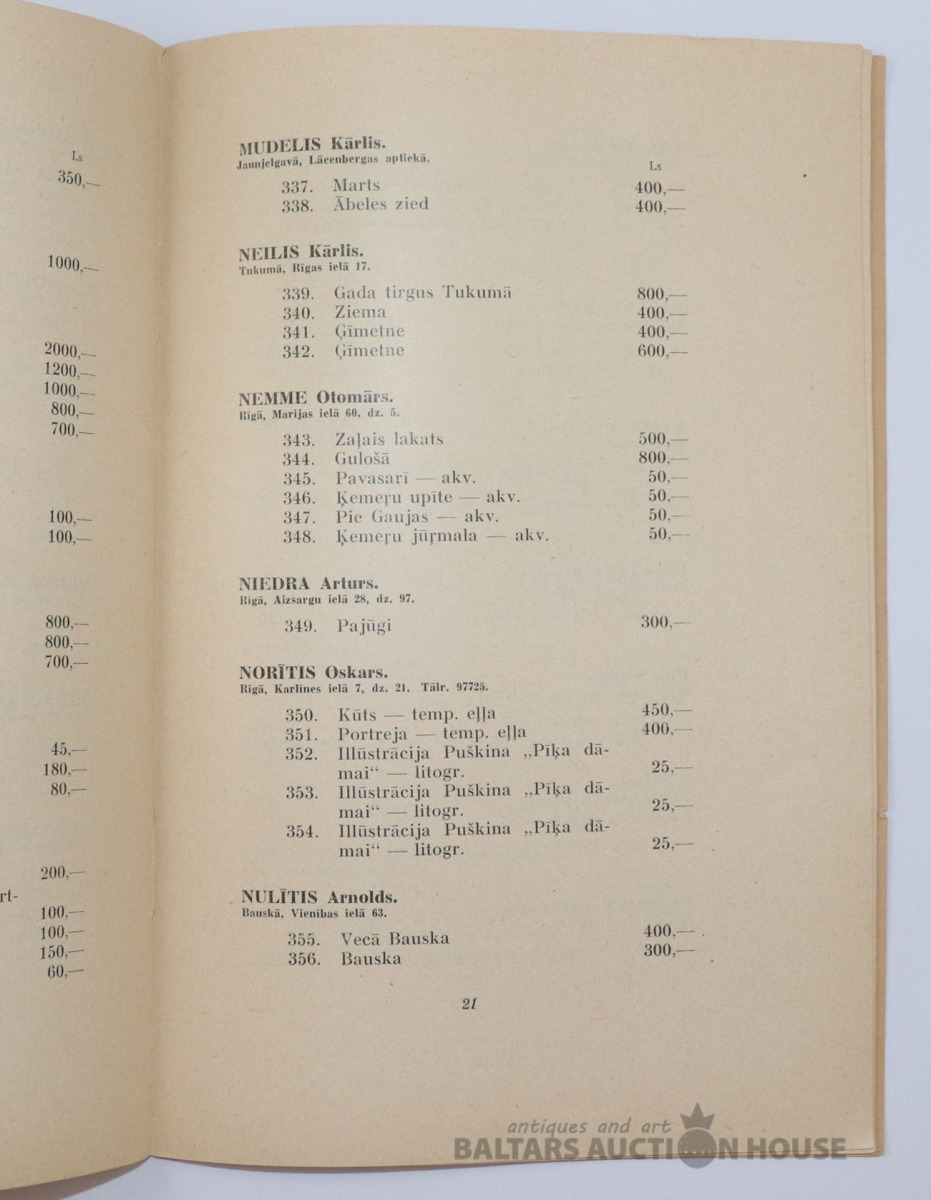 Ls
350,—
1000,—
2000,—
1200,—
1000,—
800,—
700,—
100,—
100,—
800,—
800,—
700,—
45,—
180,—
80,—
200,—
rt-
100,—
100,—
150,—
60,—
MUDELIS Kārlis.
Jaunjelgavā, Lācenbergas aptiekā.
Ls
337. Marts 400,—
338. Ābeles zied 400,—
NEILIS Kārlis.
Tukumā, Rīgas ielā 17.
339. Gada tirgus Tukumā 800,—
340. Ziema 400,—
341. Ģīmetne 400,—
342. Ģīmetne 600,—
NEMME Otomārs.
Rīgā, Marijas ielā 60, dz. 5.
343. Zaļais lakats 500,—
344. Gulošā 800,—
345. Pavasarī — akv. 50,—
346. Ķemeŗu upīte — akv. 50,—
347. Pie Gaujas — akv. 50,—
348. Ķemeŗu jūŗmala — akv. 50,—
NIEDRA Arturs.
Rīgā, Aizsargu ielā 28, dz. 97.
349. Pajūgi 300,—
NORĪTIS Oskars.
Rīgā, Karlīnes ielā 7, dz. 21. Tālr. 97725.
350. Kūts — temp. eļļa 450,—
351. Portreja — temp. eļļa 400,—
352. Illūstrācija Puškina „Pīķa dā-
mai“ — litogr. 25,—
353. Illūstrācija Puškina „Pīķa dā-
mai“ — litogr. 25,—
354. Illūstrācija Puškina „Pīķa dā-
mai“ — litogr. 25,—
NULĪTIS Arnolds.
Bauskā, Vienības ielā 63.
355. Vecā Bauska 400,—
356. Bauska 300,—
21
antiques and art
BALTARS AUCTION HOUSE